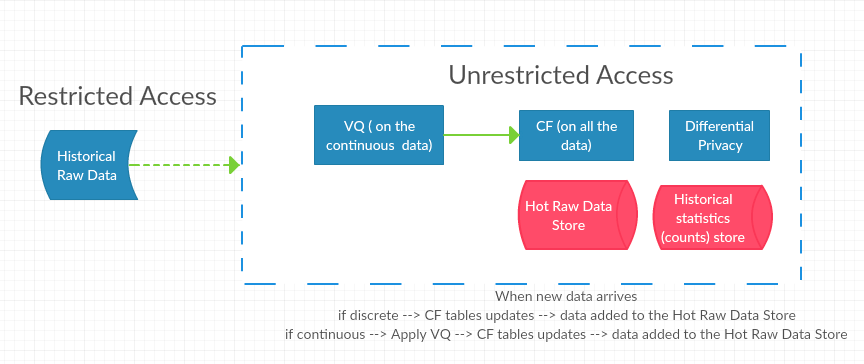 Restricted Access
Historical
Raw Data
Unrestricted Access
VQ ( on the
continuous data)
CF (on all the
data)
Differential
Privacy
Hot Raw Data
Store
Historical
statistics
(counts) store
When new data arrives
if discrete --> CF tables updates --> data added to the Hot Raw Data Store
if continuous --> Apply VQ --> CF tables updates --> data added to the Hot Raw Data Store